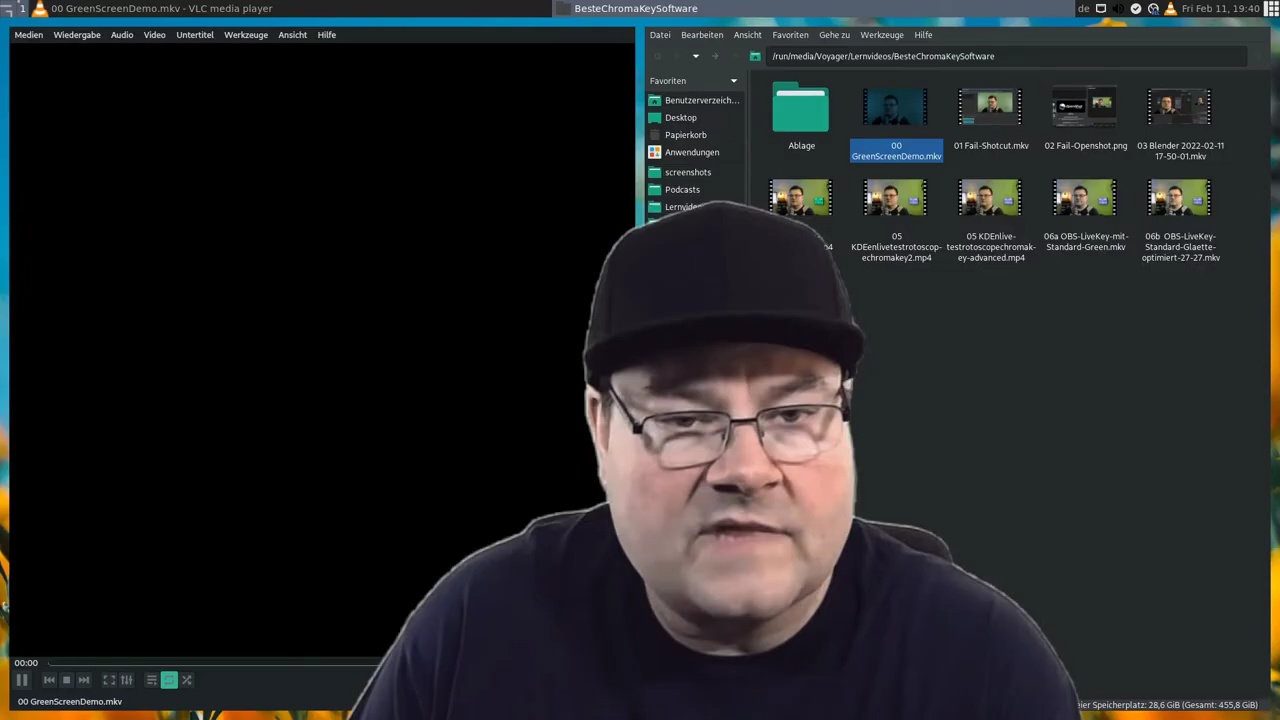 1
00 GreenScreenDemo.mkv - VLC media player
BesteChromaKeySoftware
de
Fri Feb 11, 19:40
Medien Wiedergabe Audio Video Untertitel Werkzeuge Ansicht Hilfe
Datei Bearbeiten Ansicht Favoriten Gehe zu Werkzeuge Hilfe
/run/media/Voyager/Lernvideos/BesteChromaKeySoftware
Favoriten
Benutzerverzeich...
Desktop
Papierkorb
Anwendungen
screenshots
Podcasts
Ablage
00
GreenScreenDemo.mkv
01 Fail-Shotcut.mkv
02 Fail-Openshot.png
03 Blender 2022-02-11
17-50-01.mkv
05
KDEnlivetestrotoscop-
echromakey2.mp4
05 KDEnlive-
testrotoscopechromak-
ey-advanced.mp4
06a OBS-LiveKey-mit-
Standard-Green.mkv
06b OBS-LiveKey-
Standard-Glaette-
optimiert-27-27.mkv
00:00
00 GreenScreenDemo.mkv
Speicherplatz: 28,6 GiB (Gesamt: 455,8 GiB)